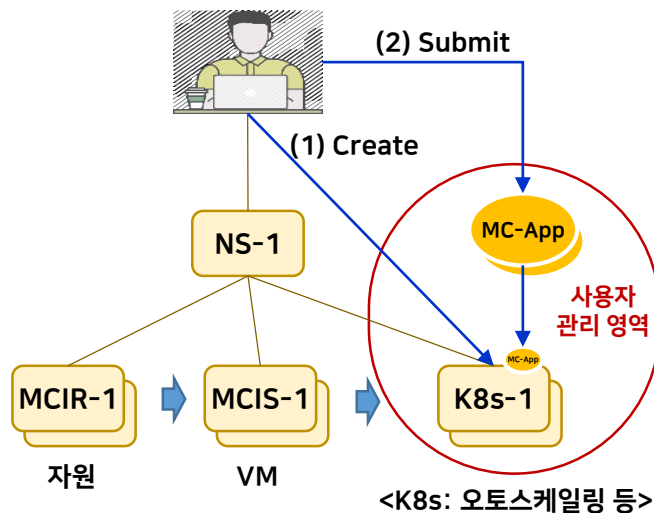 (2) Submit
(1) Create
MC-App
NS-1
사용자
관리 영역
MC-App
MCIR-1
MCIS-1
K8s-1
자원
VM
<K8s: 오토스케일링 등>